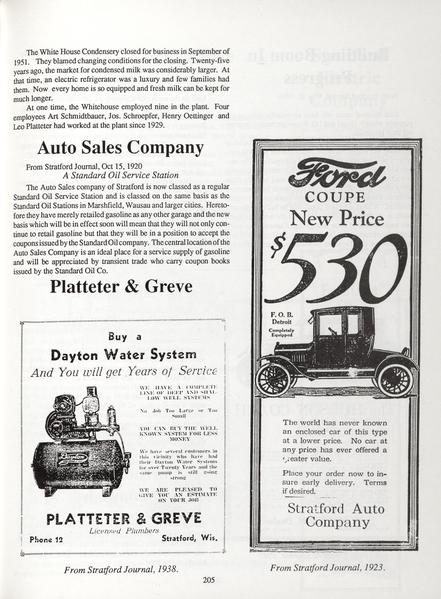 The White House Condensery closed for business in September of
1951. They blamed changing conditions for the closing. Twenty-five
years ago, the market for condensed milk was considerably larger. At
that time, an electric refrigerator was a luxury and few families had
them. Now every home is so equipped and fresh milk can be kept for
much longer.
At one time, the Whitehouse employed nine in the plant. Four
employees Art Schmidtbauer, Jos. Schroepfer, Henry Oettinger and
Leo Platteter had worked at the plant since 1929.
Auto Sales Company
From Stratford Journal, Oct 15, 1920
A Standard Oil Service Station
The Auto Sales company of Stratford is now classed as a regular
Standard Oil Service Station and is classed on the same basis as the
Standard Oil Stations in Marshfield, Wausau and larger cities. Hereto-
fore they have merely retailed gasoline as any other garage and the new
basis which will be in effect soon will mean that they will not only con-
tinue to retail gasoline but that they will be in a position to accept the
coupons issued by the Standard Oil company. The central location of the
Auto Sales Company is an ideal place for a service supply of gasoline
and will be appreciated by transient trade who carry coupon books
issued by the Standard Oil Co.
Platteter & Greve
Buy a
Dayton Water System
And You will get Years of Service
WE HAVE A COMPLETE
LINE OF DEEP AND SHAL-
LOW WELL SYSTEMS
No Job Too Large or Too
Small
YOU CAN BUY THE WELL
KNOWN SYSTEM FOR LESS
MONEY
We have several customers in
this vicinity who have had
their Dayton Water Systems
for over Twenty Years and the
same pump is still going
strong
WE ARE PLEASED TO
GIVE YOU AN ESTIMATE
ON YOUR JOB
PLATTETER & GREVE
Licensed Plumbers
Phone 12 Stratford, Wis.
From Stratford Journal, 1938.
Ford
COUPE
New Price
$530
F. O. B.
Detroit
Completely
Equipped
The world has never known
an enclosed car of this type
at a lower price. No car at
any price has ever offered a
greater value.
Place your order now to in-
sure early delivery. Terms
if desired.
Stratford Auto
Company
From Stratford Journal, 1923.
205